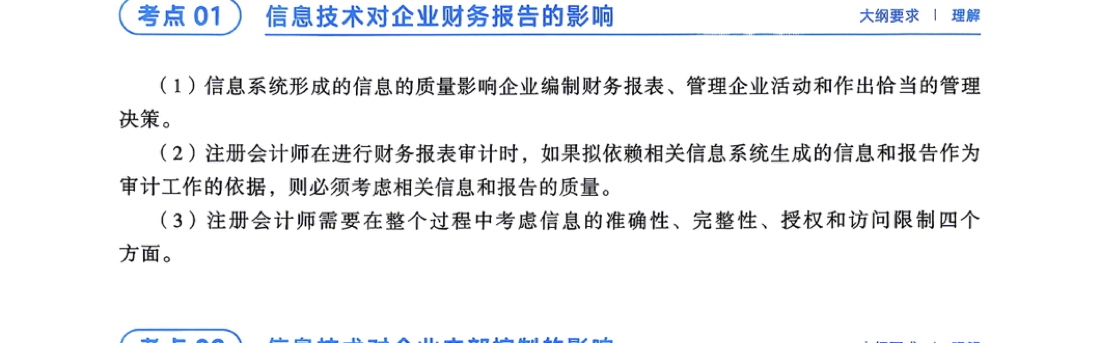 考点 01 信息技术对企业财务报告的影响 大纲要求 | 理解
（1）信息系统形成的信息的质量影响企业编制财务报表、管理企业活动和作出恰当的管理
决策。
（2）注册会计师在进行财务报表审计时，如果拟依赖相关信息系统生成的信息和报告作为
审计工作的依据，则必须考虑相关信息和报告的质量。
（3）注册会计师需要在整个过程中考虑信息的准确性、完整性、授权和访问限制四个
方面。